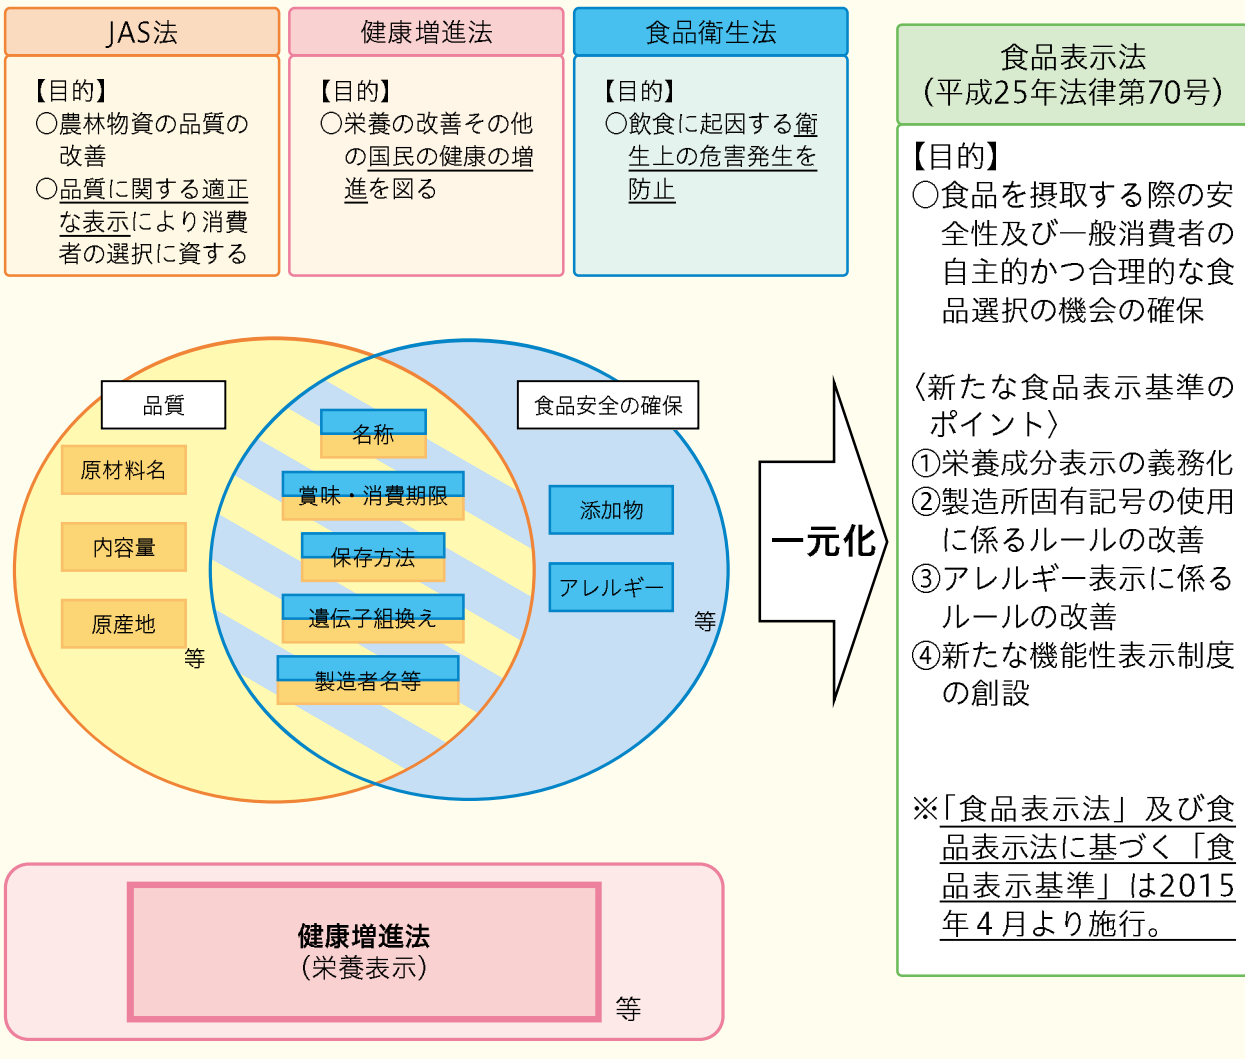 JAS法
【目的】
○農林物資の品質の
改善
○品質に関する適正
な表示により消費
者の選択に資する
健康増進法
【目的】
○栄養の改善その他
の国民の健康の増
進を図る
食品衛生法
【目的】
○飲食に起因する衛
生上の危害発生を
防止
品質
原材料名
内容量
原産地
等
名称
賞味・消費期限
保存方法
遺伝子組換え
製造者名等
食品安全の確保
添加物
アレルギー
等
健康増進法
(栄養表示)
等
一元化
食品表示法
(平成25年法律第70号)
【目的】
○食品を摂取する際の安
全性及び一般消費者の
自主的かつ合理的な食
品選択の機会の確保
〈新たな食品表示基準の
ポイント〉
①栄養成分表示の義務化
②製造所固有記号の使用
に係るルールの改善
③アレルギー表示に係る
ルールの改善
④新たな機能性表示制度
の創設
※「食品表示法」及び食
品表示法に基づく「食
品表示基準」は2015
年４月より施行。